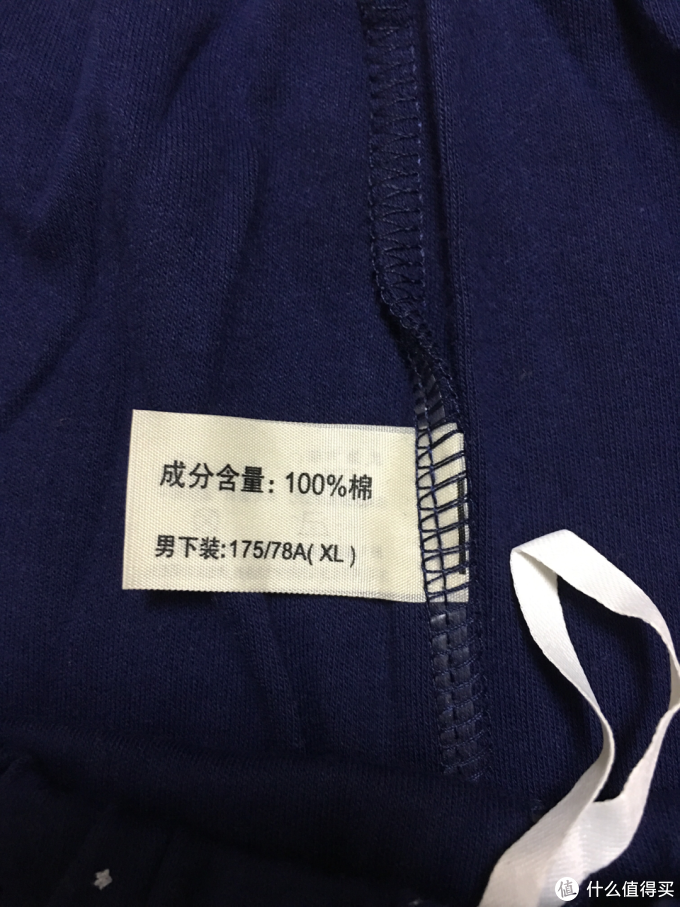 成分含量: 100%棉
男下装:175/78A( XL )
值 什么值得买